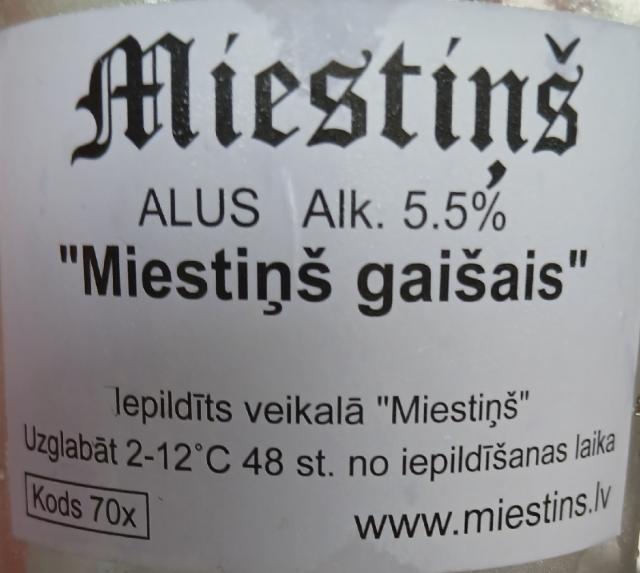 Miestiņš
ALUS Alk. 5.5%
"Miestiņš gaišais"
Iepildīts veikalā "Miestiņš"
Uzglabāt 2-12°C 48 st. no iepildīšanas laika
Kods 70x
www.miestins.lv